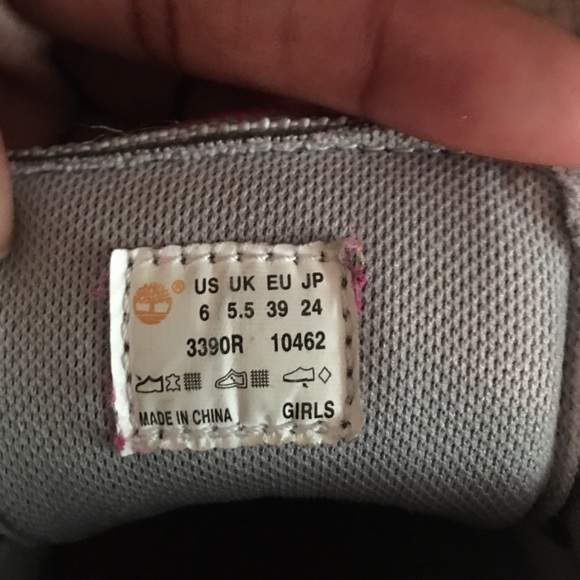 ® US UK EU JP
6 5.5 39 24
3390R 10462
MADE IN CHINA GIRLS